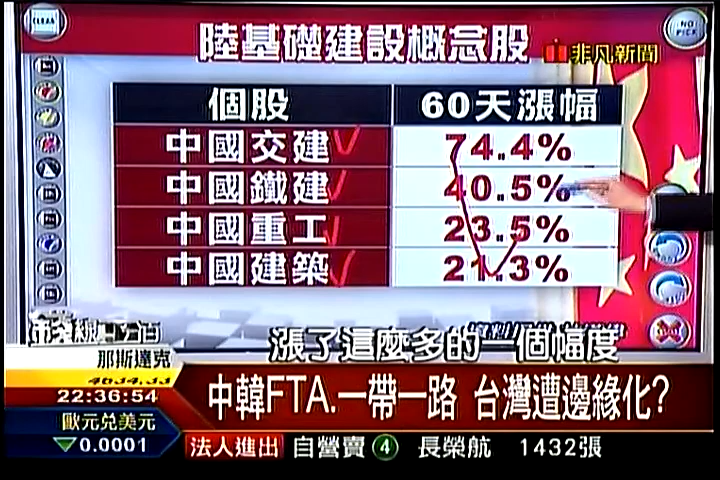 CLEAR
陸基礎建設概念股
非凡新聞
NO PICK
個股 60天漲幅
中國交建 74.4%
中國鐵建 40.5%
中國重工 23.5%
中國建築 21.3%
漲了這麼多的一個幅度
那斯達克
4634.33
22:36:54
中韓FTA.一帶一路 台灣遭邊緣化?
歐元兌美元
▼0.0001
法人進出 自營賣 4 長榮航 1432張